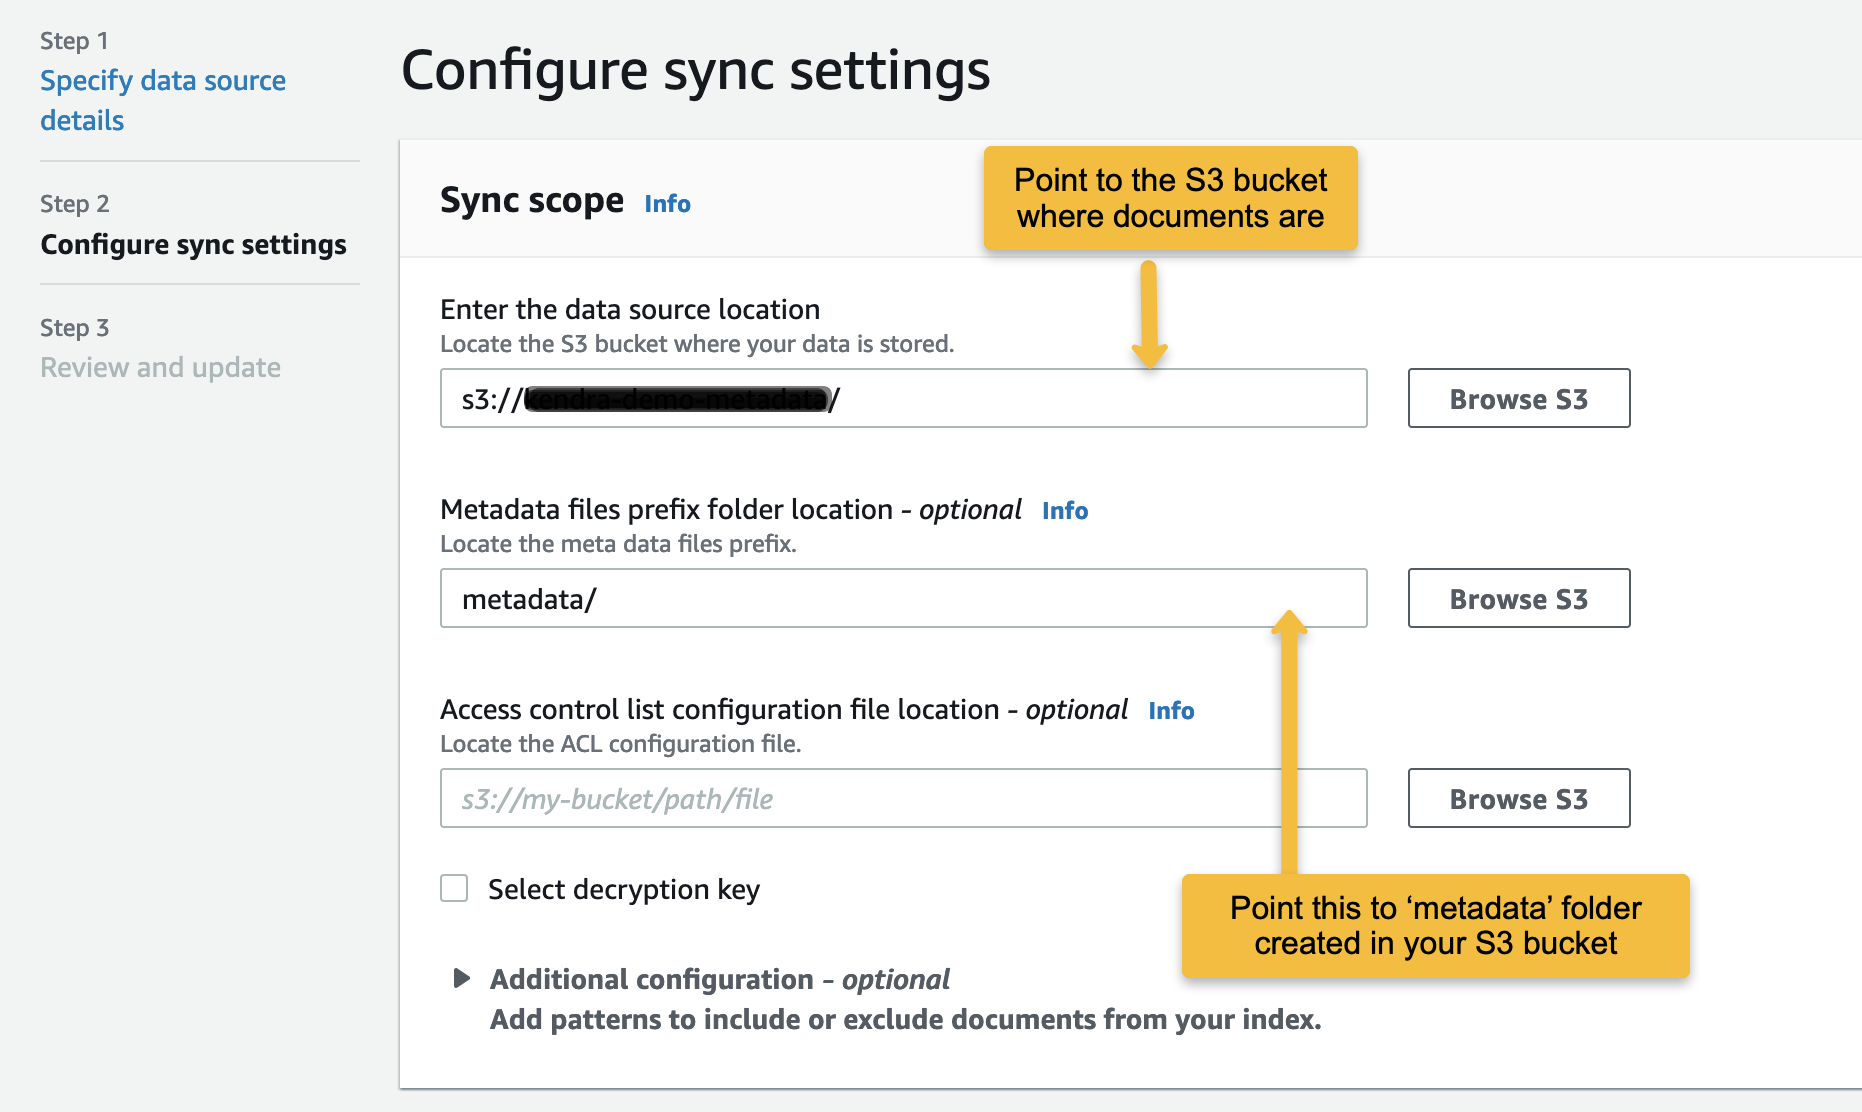 Step 1
Specify data source
details
Step 2
Configure sync settings
Step 3
Review and update
Configure sync settings
Sync scope Info
Point to the S3 bucket
where documents are
Enter the data source location
Locate the S3 bucket where your data is stored.
s3:///
Browse S3
Metadata files prefix folder location - optional Info
Locate the meta data files prefix.
metadata/
Browse S3
Access control list configuration file location - optional Info
Locate the ACL configuration file.
s3://my-bucket/path/file
Browse S3
Select decryption key
Point this to ‘metadata’ folder
created in your S3 bucket
Additional configuration – optional
Add patterns to include or exclude documents from your index.